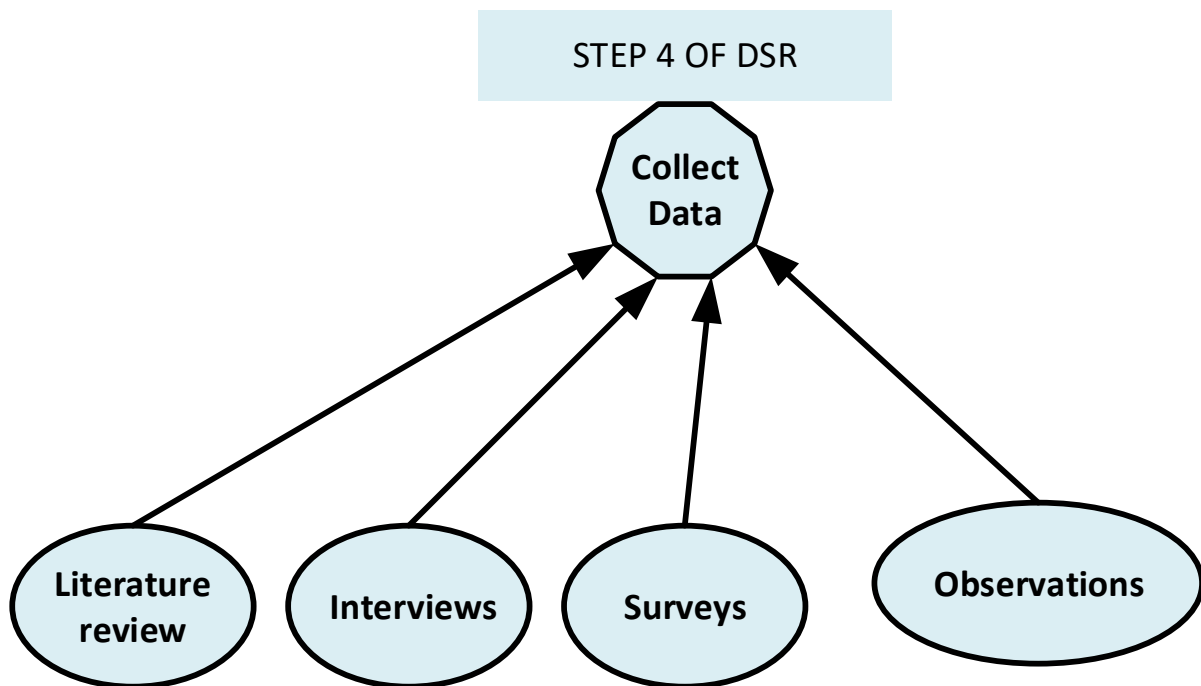 STEP 4 OF DSR
Collect
Data
Literature
review
Interviews
Surveys
Observations